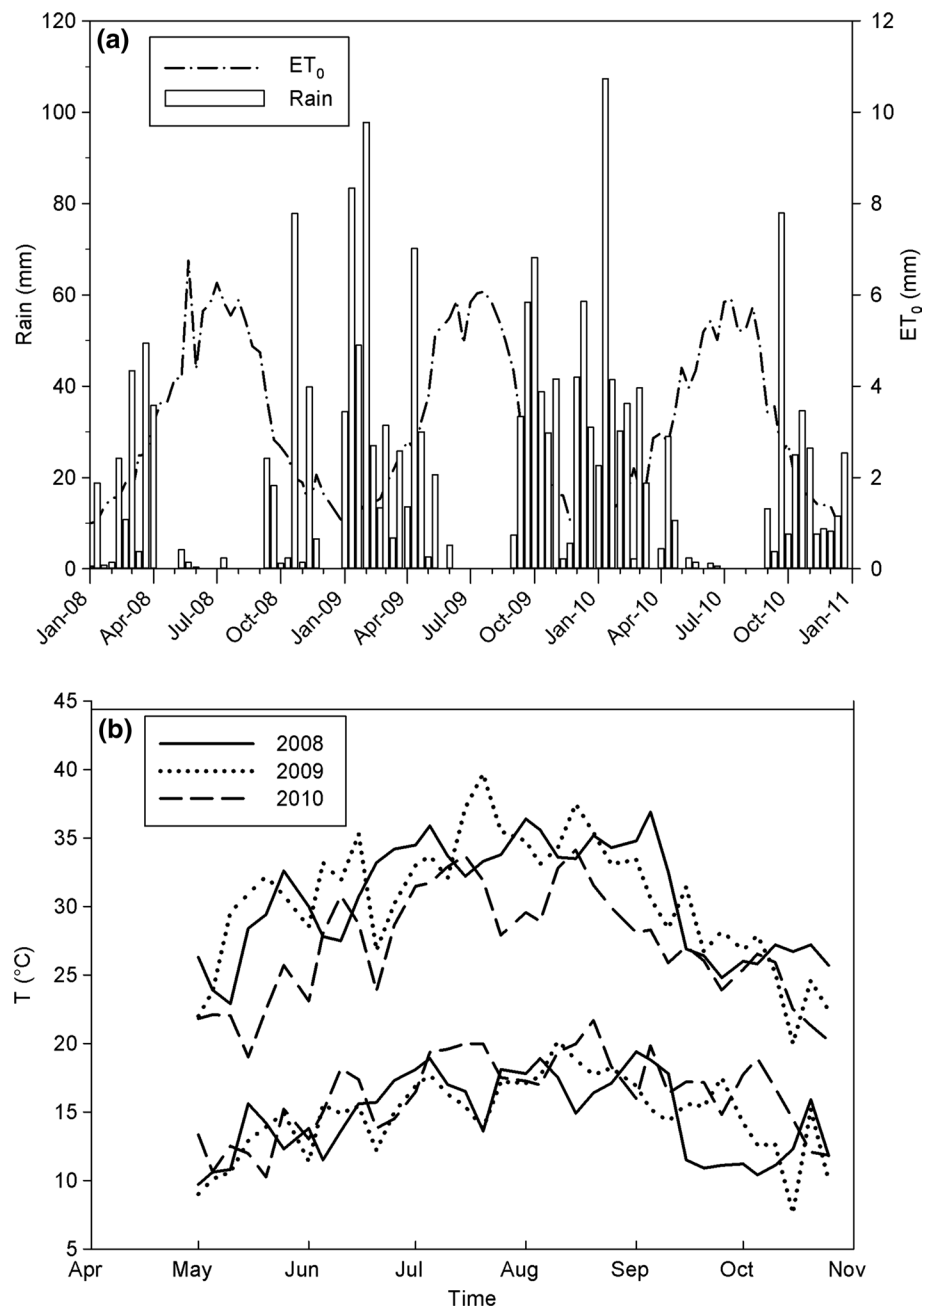 (a)
ET0
Rain
120
100
80
60
40
20
0
Rain (mm)
12
10
8
6
4
2
0
ET0 (mm)
Jan-08
Apr-08
Jul-08
Oct-08
Jan-09
Apr-09
Jul-09
Oct-09
Jan-10
Apr-10
Jul-10
Oct-10
Jan-11
(b)
2008
2009
2010
45
40
35
30
25
20
15
10
5
T (°C)
Apr
May
Jun
Jul
Aug
Sep
Oct
Nov
Time